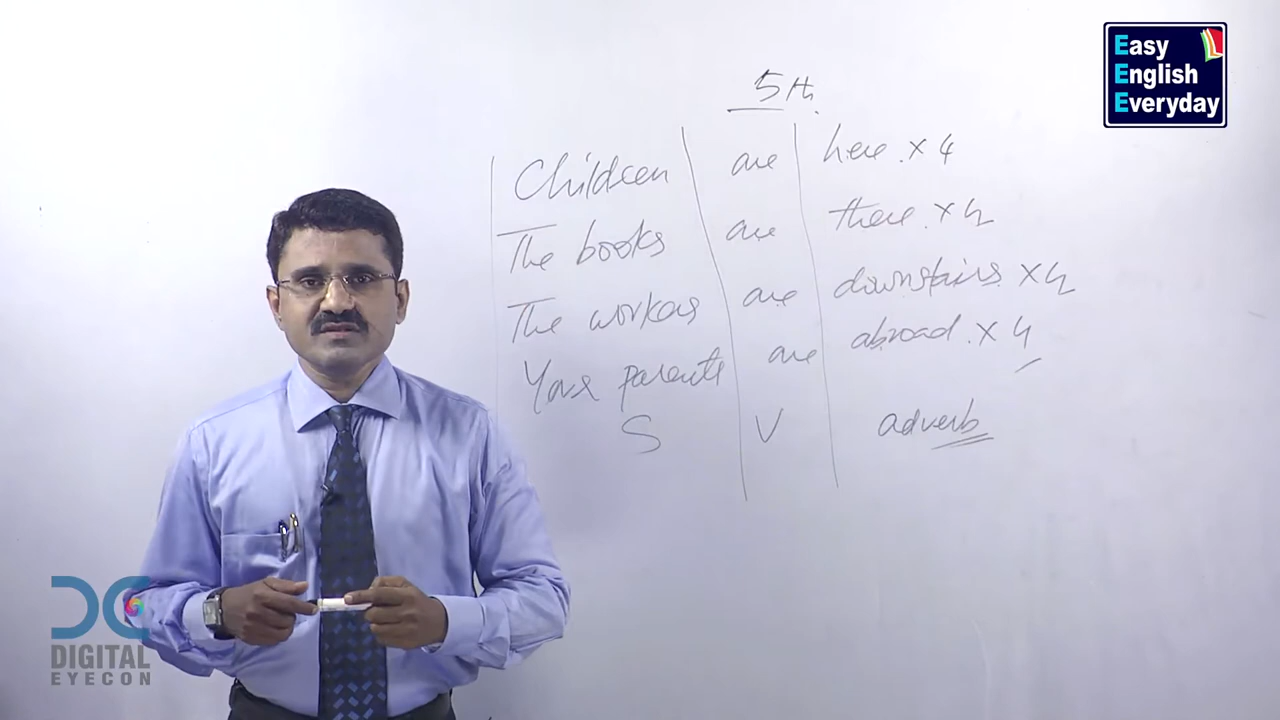 5th.
Children are here. x 4
The books are there. x 4
The workers are downstairs x 4
Your parents are abroad. x 4
S V adverb
Easy
English
Everyday
DC
DIGITAL
EYECON